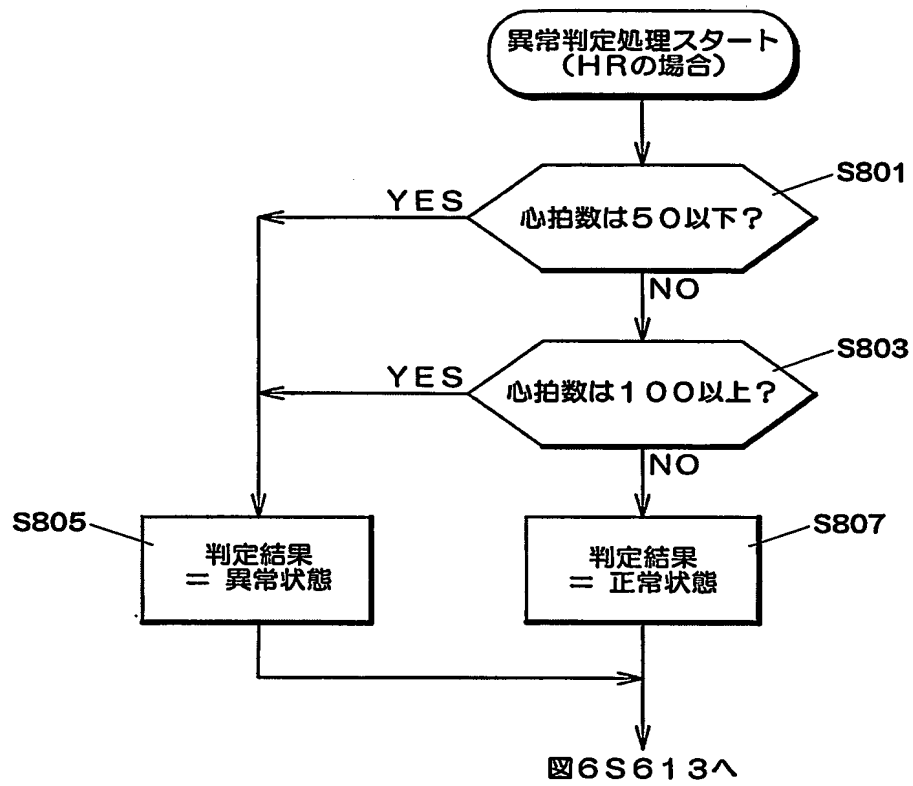 異常判定処理スタート
(HRの場合)
S801
YES
心拍数は50以下?
NO
S803
YES
心拍数は100以上?
NO
S805
判定結果
= 異常状態
S807
判定結果
= 正常状態
図6S613へ